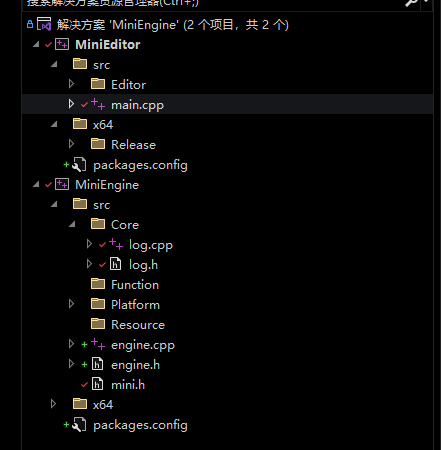 搜索解决方案资源管理器(Ctrl+;)
解决方案 'MiniEngine' (2 个项目，共 2 个)
MiniEditor
src
Editor
main.cpp
x64
Release
packages.config
MiniEngine
src
Core
log.cpp
log.h
Function
Platform
Resource
engine.cpp
engine.h
mini.h
x64
packages.config